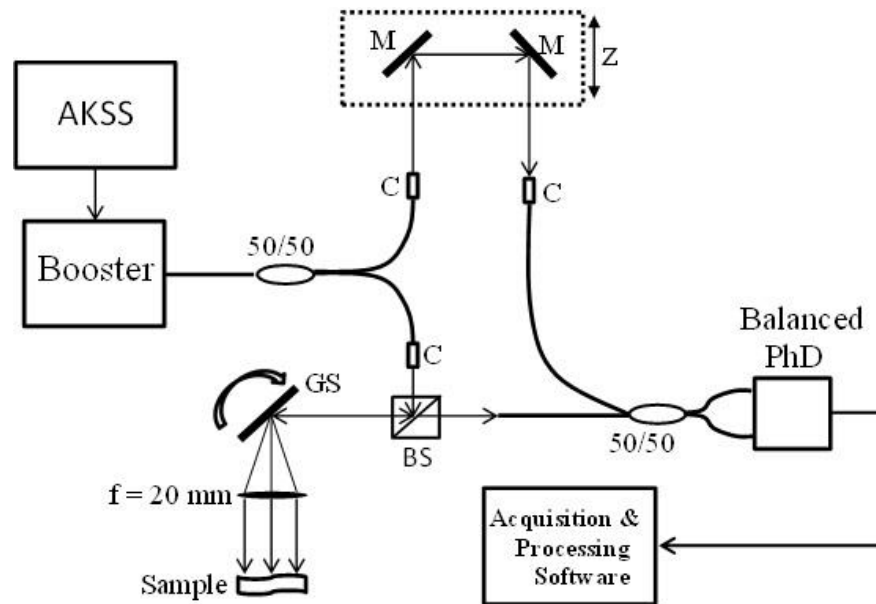 M
M
Z
AKSS
C
C
50/50
Booster
C
Balanced
PhD
GS
50/50
BS
f = 20 mm
Acquisition &
Processing
Software
Sample